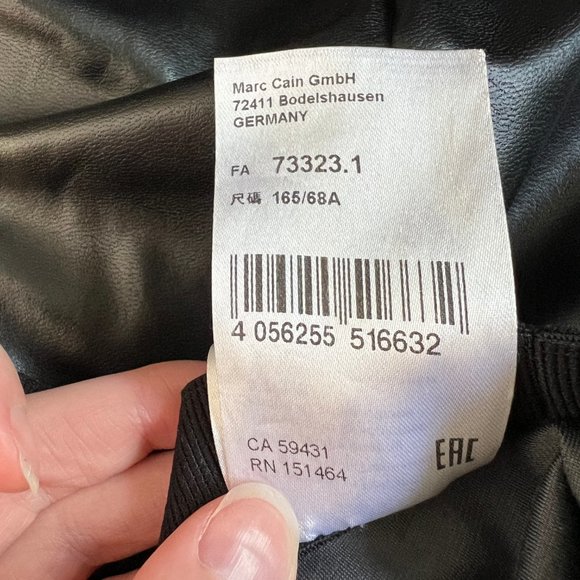 Marc Cain GmbH
72411 Bodelshausen
GERMANY
FA 73323.1
尺碼 165/68A
4 056255 516632
CA 59431
RN 151464
EAC